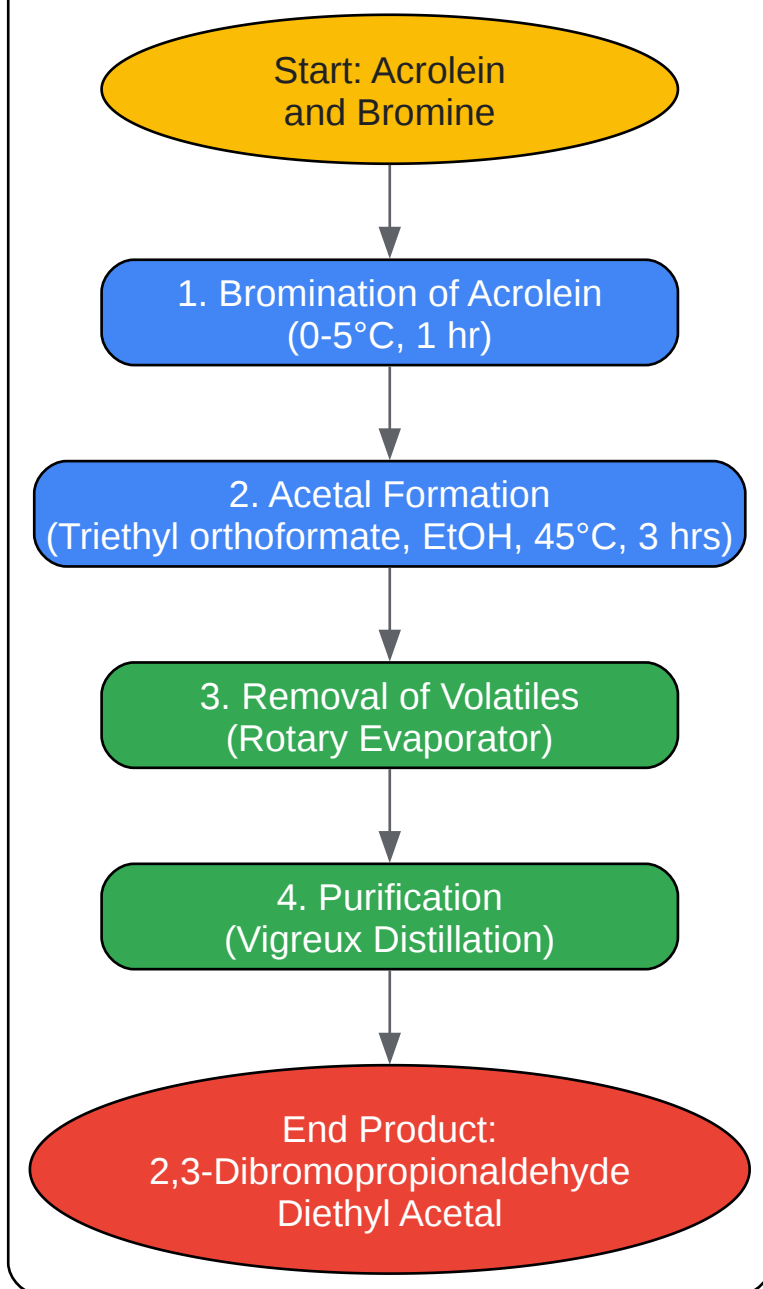 Start: Acrolein
and Bromine
1. Bromination of Acrolein
(0-5°C, 1 hr)
2. Acetal Formation
(Triethyl orthoformate, EtOH, 45°C, 3 hrs)
3. Removal of Volatiles
(Rotary Evaporator)
4. Purification
(Vigreux Distillation)
End Product:
2,3-Dibromopropionaldehyde
Diethyl Acetal